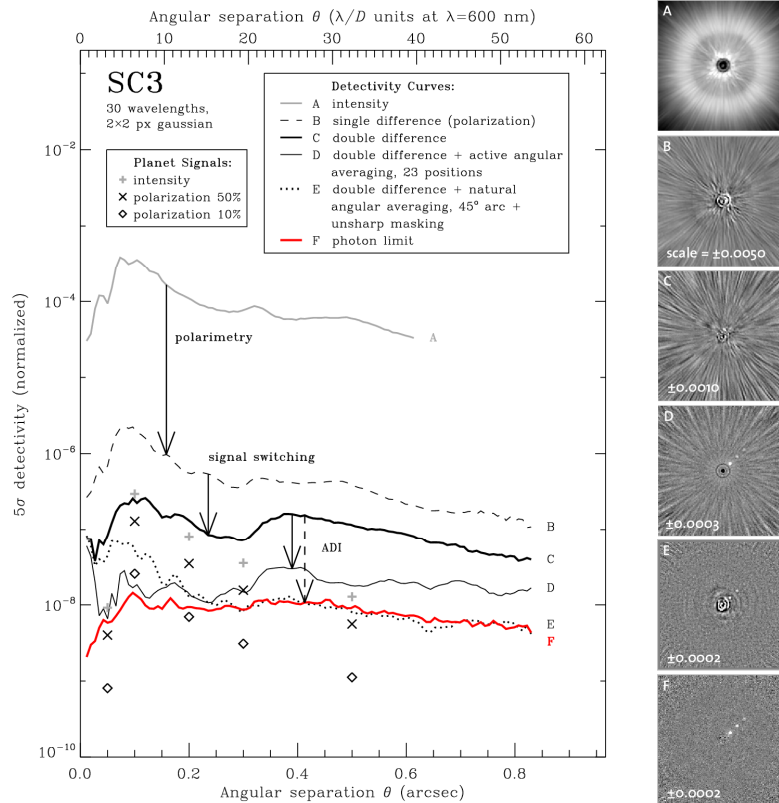 Angular separation θ (λ/D units at λ=600 nm)
0 10 20 30 40 50 60
SC3
30 wavelengths,
2×2 px gaussian
Planet Signals:
intensity
polarization 50%
polarization 10%
Detectivity Curves:
A intensity
B single difference (polarization)
C double difference
D double difference + active angular
averaging, 23 positions
E double difference + natural
angular averaging, 45° arc +
unsharp masking
F photon limit
5σ detectivity (normalized)
10⁻²
10⁻⁴
10⁻⁶
10⁻⁸
10⁻¹⁰
polarimetry
signal switching
ADI
A
B
C
D
E
F
0.0 0.2 0.4 0.6 0.8
Angular separation θ (arcsec)
A
B
scale = ±0.0050
C
±0.0010
D
±0.0003
E
±0.0002
F
±0.0002